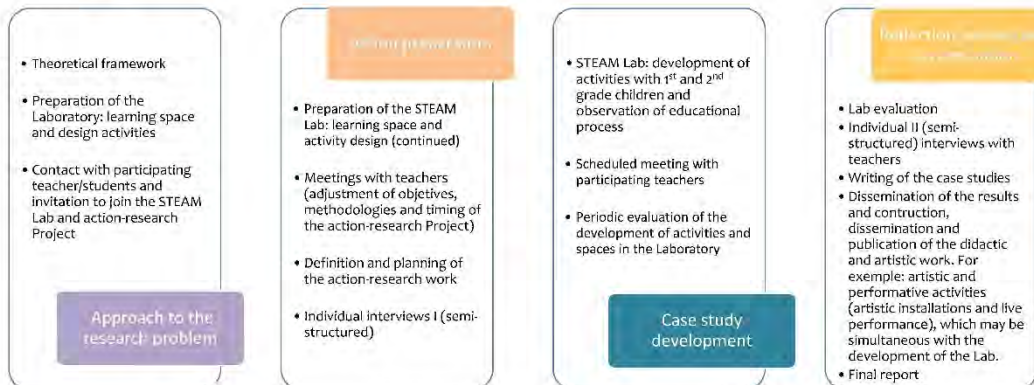 • Theoretical framework
• Preparation of the
Laboratory: learning space
and design activities
• Contact with participating
teacher/students and
invitation to join the STEAM
Lab and action-research
Project
Approach to the
research problem
• Preparation of the STEAM
Lab: learning space and
activity design (continued)
• Meetings with teachers
(adjustment of objetives,
methodologies and timing of
the action-research Project)
• Definition and planning of
the action-research work
• Individual interviews I (semi-
structured)
• STEAM Lab: development of
activities with 1st and 2nd
grade children and
observation of educational
process
• Scheduled meeting with
participating teachers
• Periodic evaluation of the
development of activities and
spaces in the Laboratory
Case study
development
• Lab evaluation
• Individual II (semi-
structured) interviews with
teachers
• Writing of the case studies
• Dissemination of the results
and contruction,
dissemination and
publication of the didactic
and artistic work. For
exemple: artistic and
performative activities
(artistic installations and live
performance), which may be
simultaneous with the
development of the Lab.
• Final report